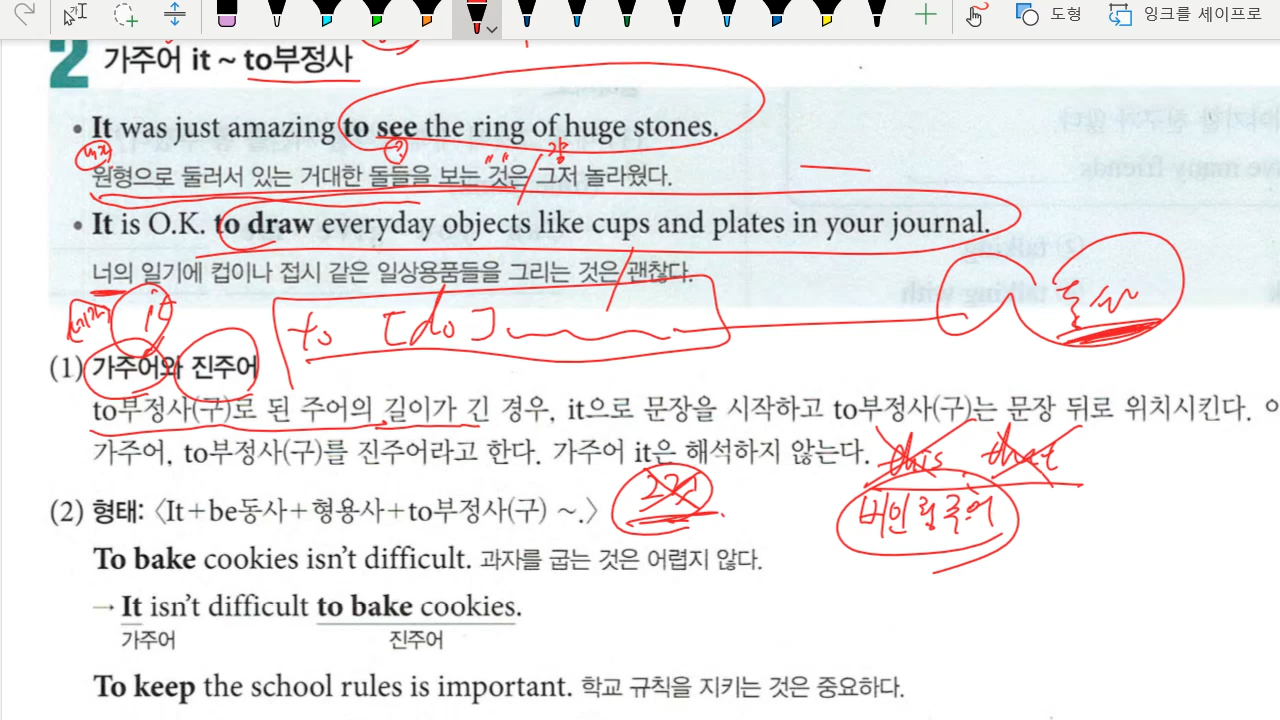 도형 잉크를 셰이프로
2 가주어 it ~ to부정사
• It was just amazing to see the ring of huge stones.
원형으로 둘러서 있는 거대한 돌들을 보는 것은 그저 놀라웠다.
• It is O.K. to draw everyday objects like cups and plates in your journal.
너의 일기에 컵이나 접시 같은 일상용품들을 그리는 것은 괜찮다.
it to [do]
(1) 가주어와 진주어
to부정사(구)로 된 주어의 길이가 긴 경우, it으로 문장을 시작하고 to부정사(구)는 문장 뒤로 위치시킨다. 이
가주어, to부정사(구)를 진주어라고 한다. 가주어 it은 해석하지 않는다.
this that
(2) 형태: 〈It+be동사+형용사+to부정사(구) ~.〉 그것
To bake cookies isn't difficult. 과자를 굽는 것은 어렵지 않다.
→ It isn't difficult to bake cookies.
가주어 진주어
To keep the school rules is important. 학교 규칙을 지키는 것은 중요하다.